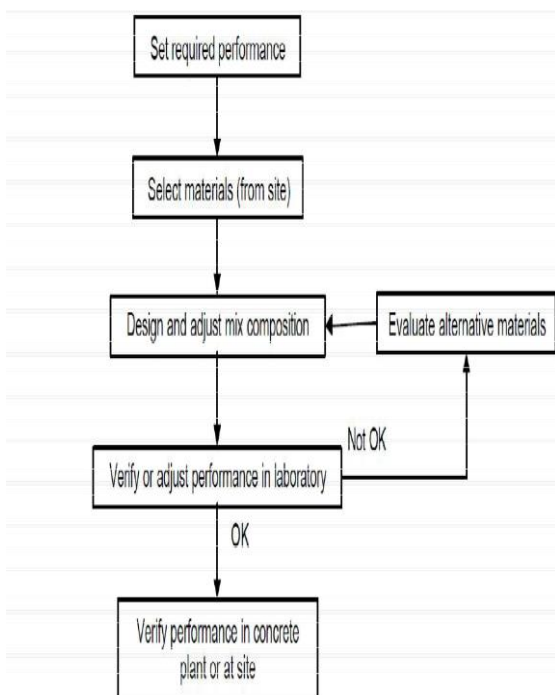 Set required performance
Select materials (from site)
Design and adjust mix composition
Evaluate alternative materials
Not OK
Verify or adjust performance in laboratory
OK
Verify performance in concrete
plant or at site